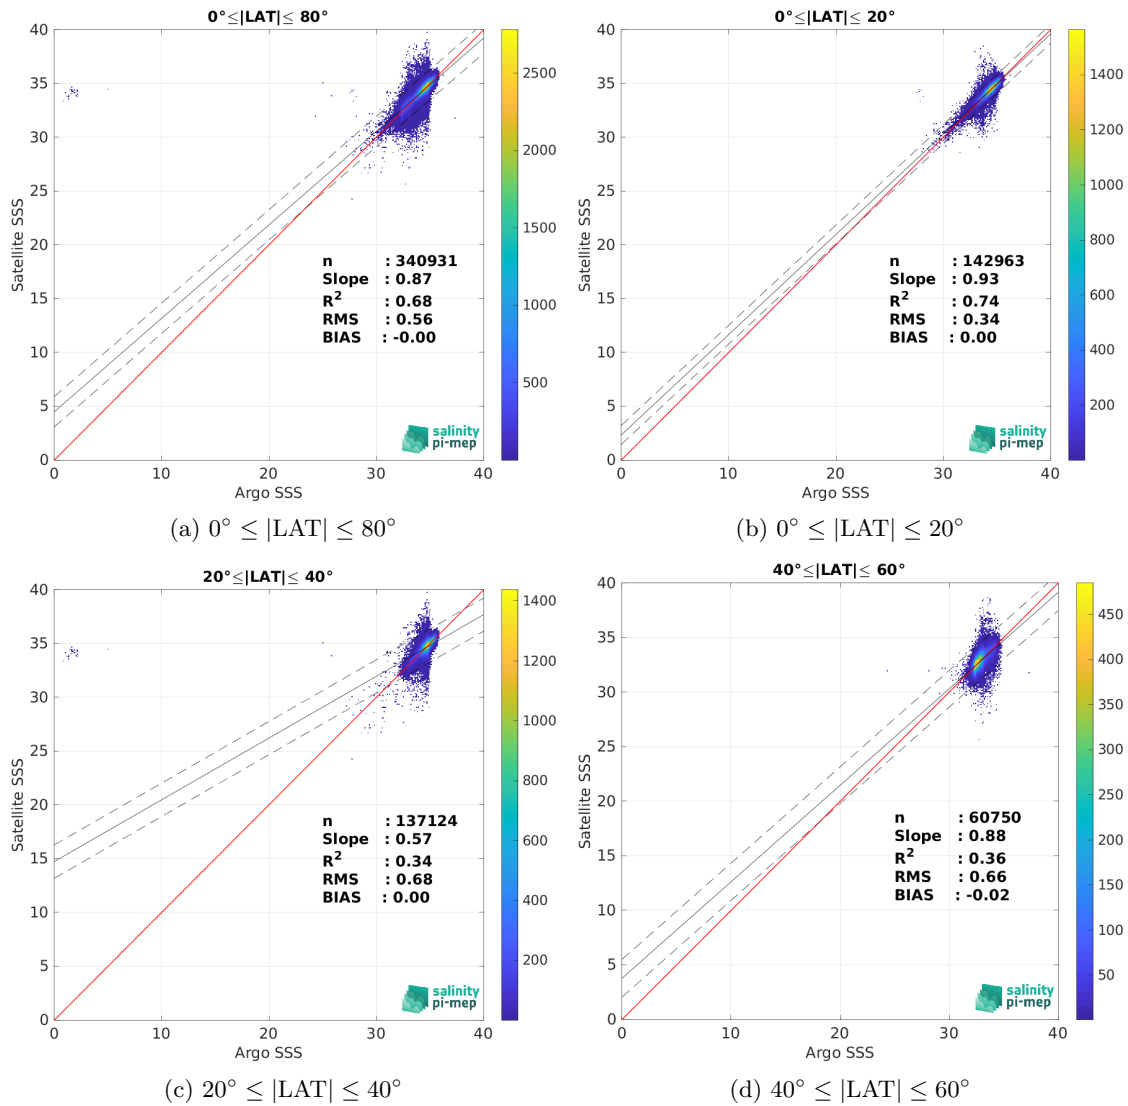 0°≤|LAT|≤ 80°
40
35
30
25
20
15
10
5
0
0
10
20
30
40
Satellite SSS
Argo SSS
n : 340931
Slope : 0.87
R² : 0.68
RMS : 0.56
BIAS : -0.00
salinity
pi-mep
2500
2000
1500
1000
500
(a) 0° ≤ |LAT| ≤ 80°
0°≤|LAT|≤ 20°
40
35
30
25
20
15
10
5
0
0
10
20
30
40
Satellite SSS
Argo SSS
n : 142963
Slope : 0.93
R² : 0.74
RMS : 0.34
BIAS : 0.00
salinity
pi-mep
1400
1200
1000
800
600
400
200
(b) 0° ≤ |LAT| ≤ 20°
20°≤|LAT|≤ 40°
40
35
30
25
20
15
10
5
0
0
10
20
30
40
Satellite SSS
Argo SSS
n : 137124
Slope : 0.57
R² : 0.34
RMS : 0.68
BIAS : 0.00
salinity
pi-mep
1400
1200
1000
800
600
400
200
(c) 20° ≤ |LAT| ≤ 40°
40°≤|LAT|≤ 60°
40
35
30
25
20
15
10
5
0
0
10
20
30
40
Satellite SSS
Argo SSS
n : 60750
Slope : 0.88
R² : 0.36
RMS : 0.66
BIAS : -0.02
salinity
pi-mep
450
400
350
300
250
200
150
100
50
(d) 40° ≤ |LAT| ≤ 60°